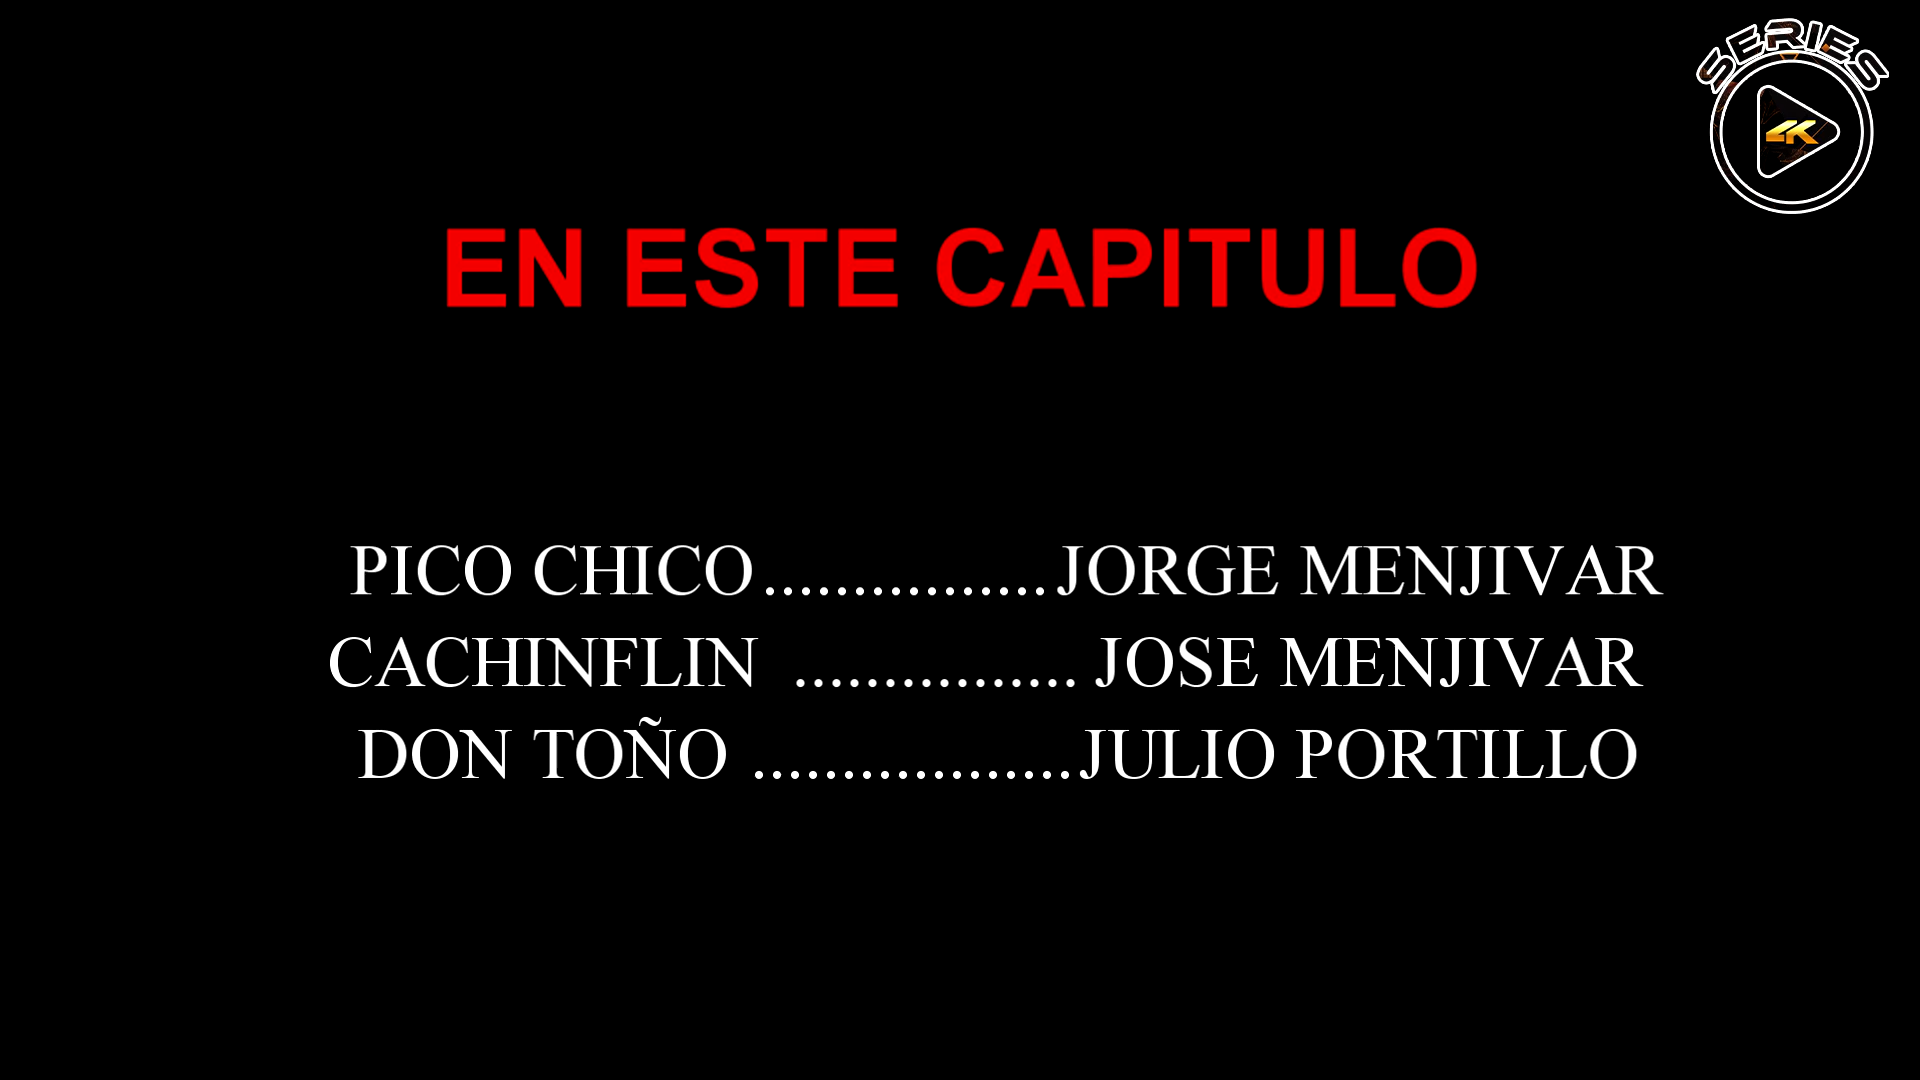 SERIES
4K
EN ESTE CAPITULO
PICO CHICO................JORGE MENJIVAR
CACHINFLIN ................ JOSE MENJIVAR
DON TOÑO ..................JULIO PORTILLO